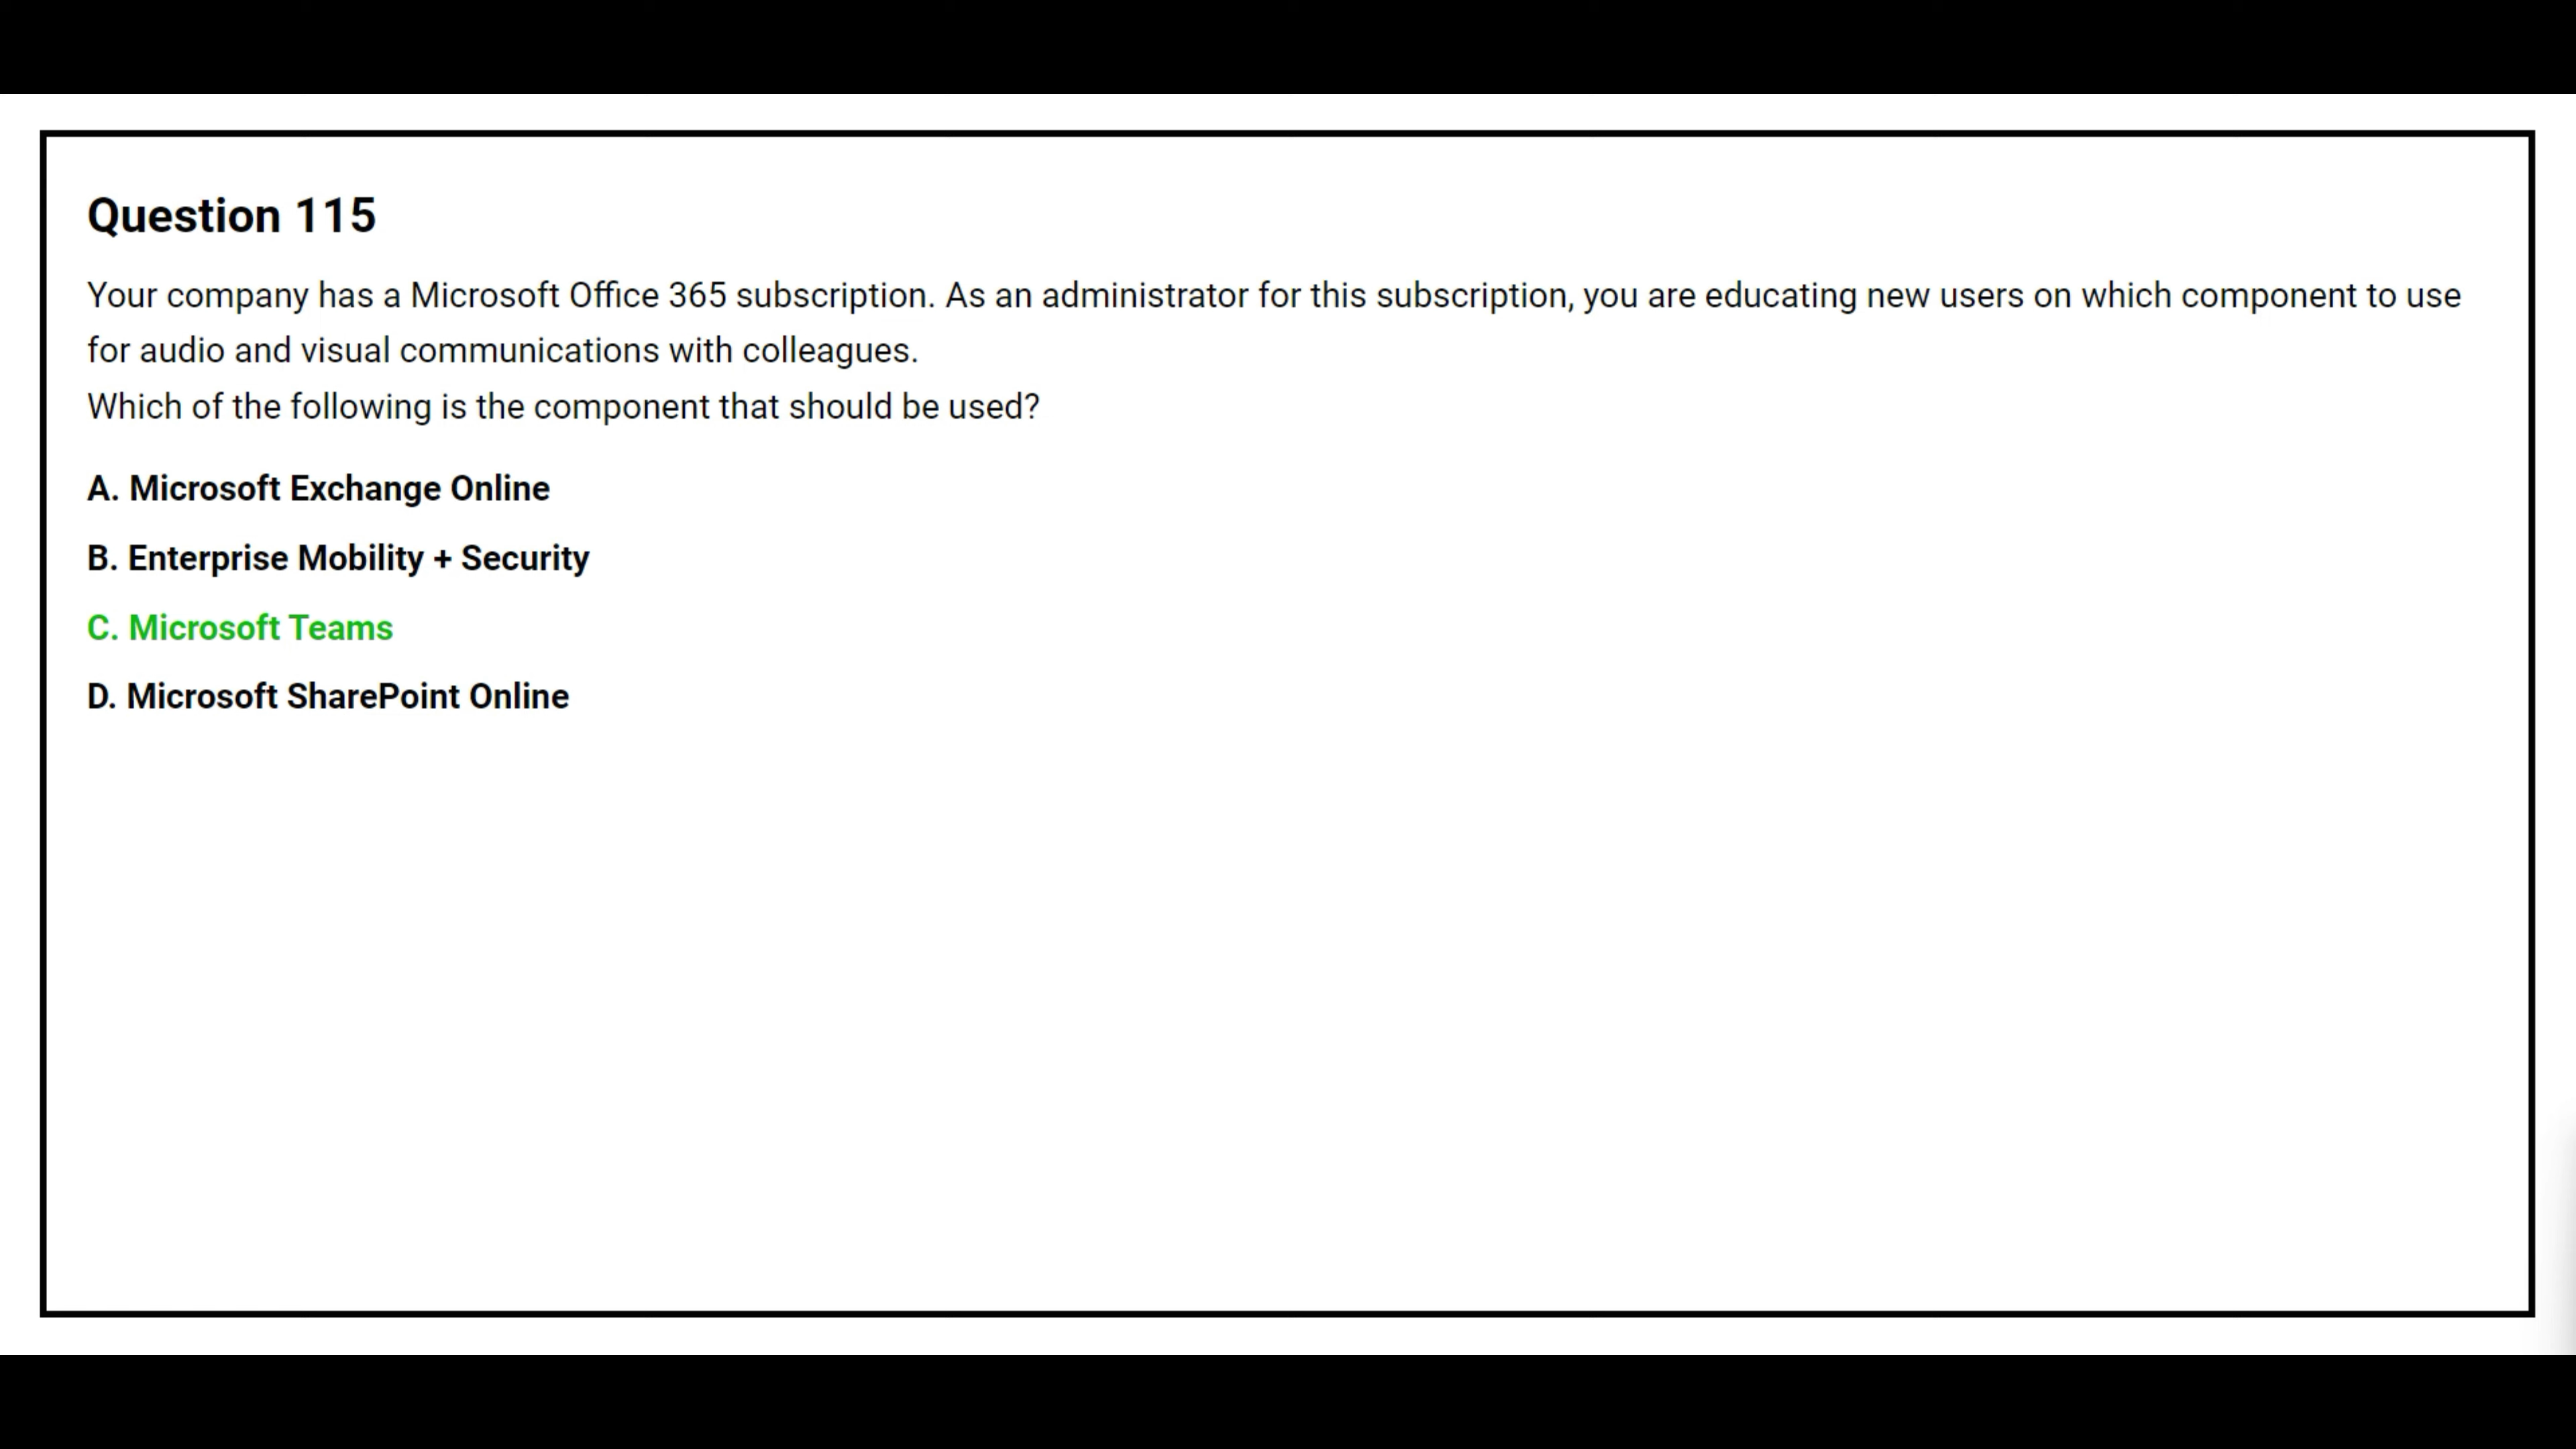 Question 115
Your company has a Microsoft Office 365 subscription. As an administrator for this subscription, you are educating new users on which component to use
for audio and visual communications with colleagues.
Which of the following is the component that should be used?
A. Microsoft Exchange Online
B. Enterprise Mobility + Security
C. Microsoft Teams
D. Microsoft SharePoint Online